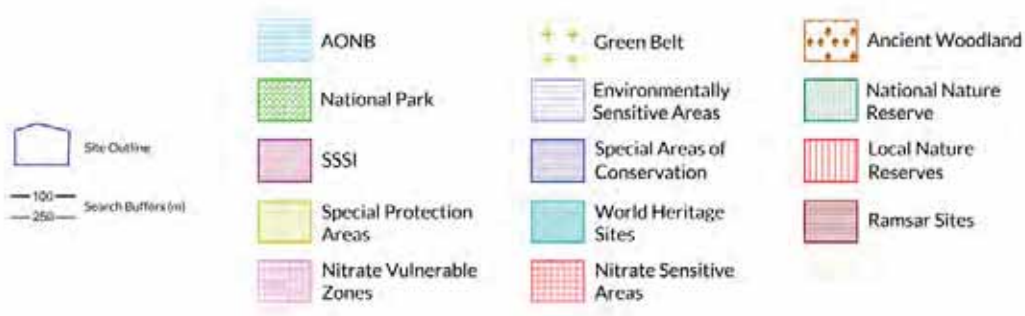 Site Outline
100
250
Search Buffers (m)
AONB
National Park
SSSI
Special Protection
Areas
Nitrate Vulnerable
Zones
Green Belt
Environmentally
Sensitive Areas
Special Areas of
Conservation
World Heritage
Sites
Nitrate Sensitive
Areas
Ancient Woodland
National Nature
Reserve
Local Nature
Reserves
Ramsar Sites